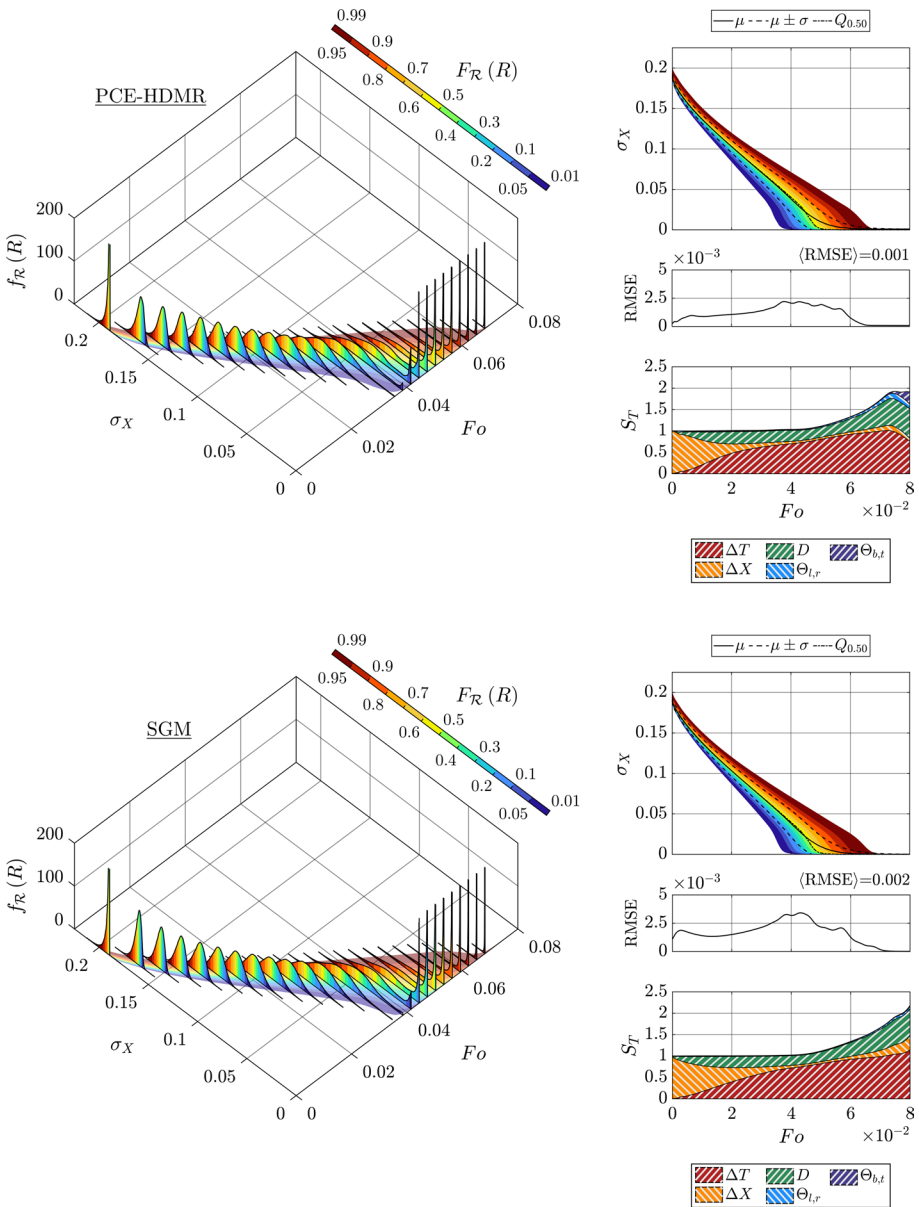 PCE-HDMR
F_R (R)
0.99 0.9 0.7 0.5 0.3 0.1 0.01
0.95 0.8 0.6 0.4 0.2 0.05
f_R (R)
200
100
0
0.2 0.15 0.1 0.05 0
σ_X
0 0.02 0.04 0.06 0.08
Fo
μ μ ± σ Q_{0.50}
σ_X
0.2
0.15
0.1
0.05
0
×10⁻³ ⟨RMSE⟩=0.001
RMSE
5
2.5
0
S_T
2.5
2
1.5
1
0.5
0
0 2 4 6 8
Fo ×10⁻²
ΔT D Θ_{b,t}
ΔX Θ_{l,r}
SGM
F_R (R)
0.99 0.9 0.7 0.5 0.3 0.1 0.01
0.95 0.8 0.6 0.4 0.2 0.05
f_R (R)
200
100
0
0.2 0.15 0.1 0.05 0
σ_X
0 0.02 0.04 0.06 0.08
Fo
μ μ ± σ Q_{0.50}
σ_X
0.2
0.15
0.1
0.05
0
×10⁻³ ⟨RMSE⟩=0.002
RMSE
5
2.5
0
S_T
2.5
2
1.5
1
0.5
0
0 2 4 6 8
Fo ×10⁻²
ΔT D Θ_{b,t}
ΔX Θ_{l,r}